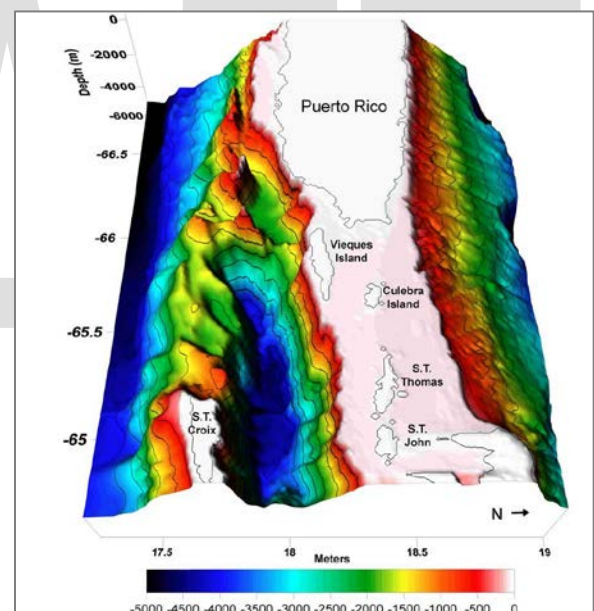 0
-2000
-4000
-6000
Depth (m)
-66.5
-66
-65.5
-65
Puerto Rico
Vieques
Island
Culebra
Island
S.T.
Thomas
S.T.
Croix
S.T.
John
N
17.5
18
18.5
19
Meters
-5000 -4500 -4000 -3500 -3000 -2500 -2000 -1500 -1000 -500 0